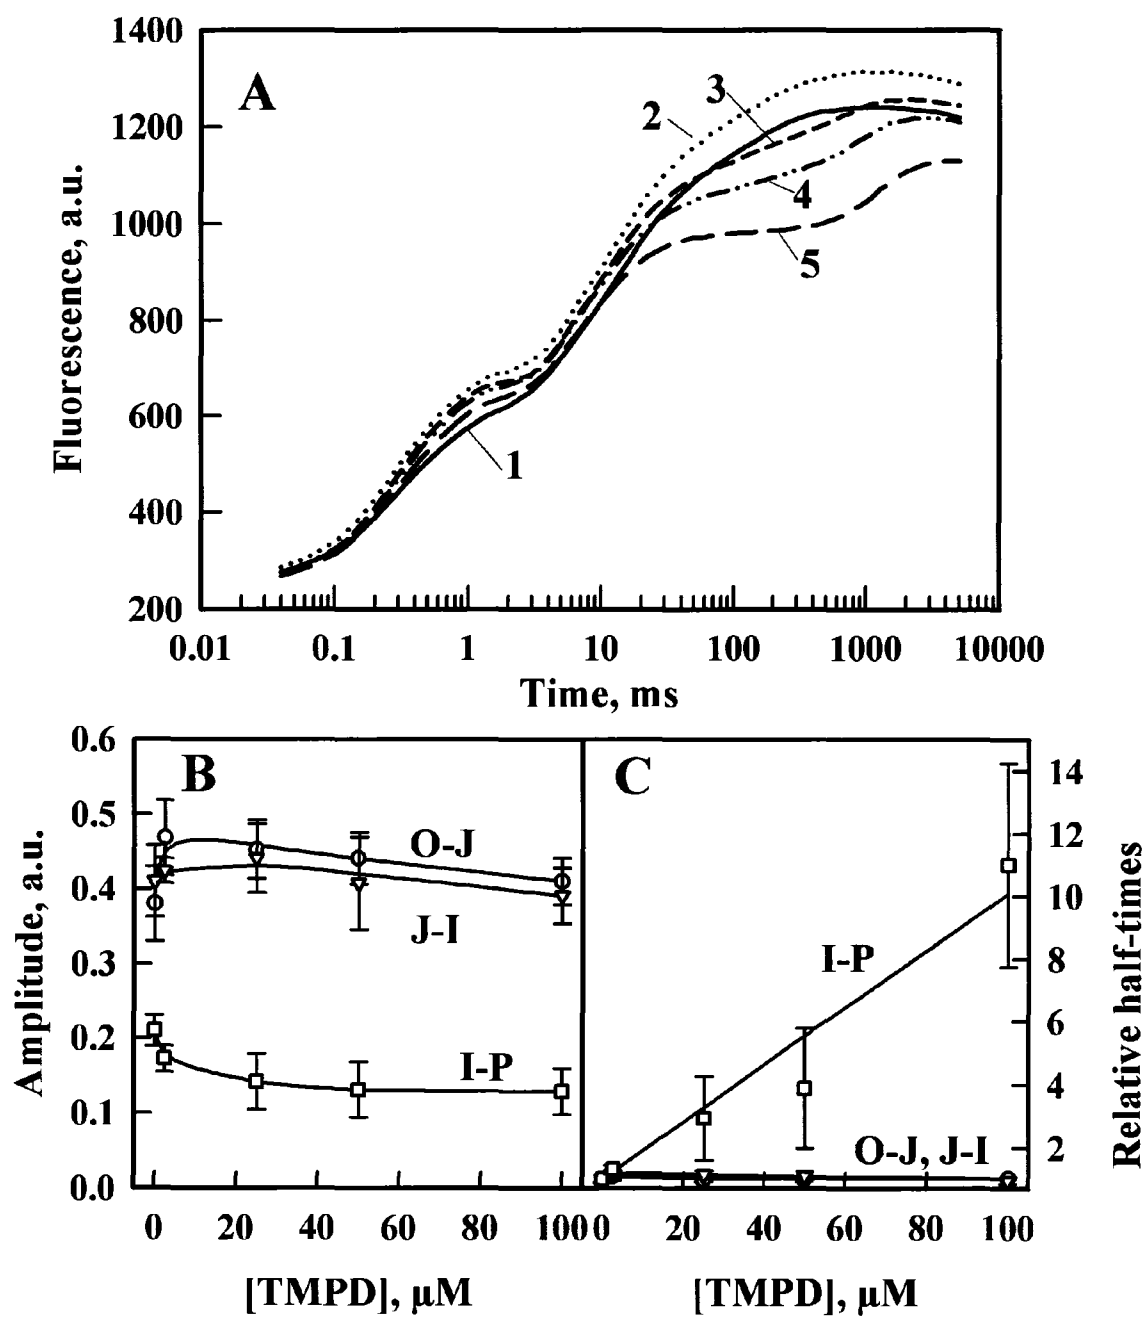 A
1400
1200
1000
800
600
400
200
Fluorescence, a.u.
0.01 0.1 1 10 100 1000 10000
Time, ms
1
2
3
4
5
B
0.6
0.5
0.4
0.3
0.2
0.1
0.0
Amplitude, a.u.
O-J
J-I
I-P
0 20 40 60 80 100
[TMPD], μM
C
14
12
10
8
6
4
2
Relative half-times
I-P
O-J, J-I
0 20 40 60 80 100
[TMPD], μM